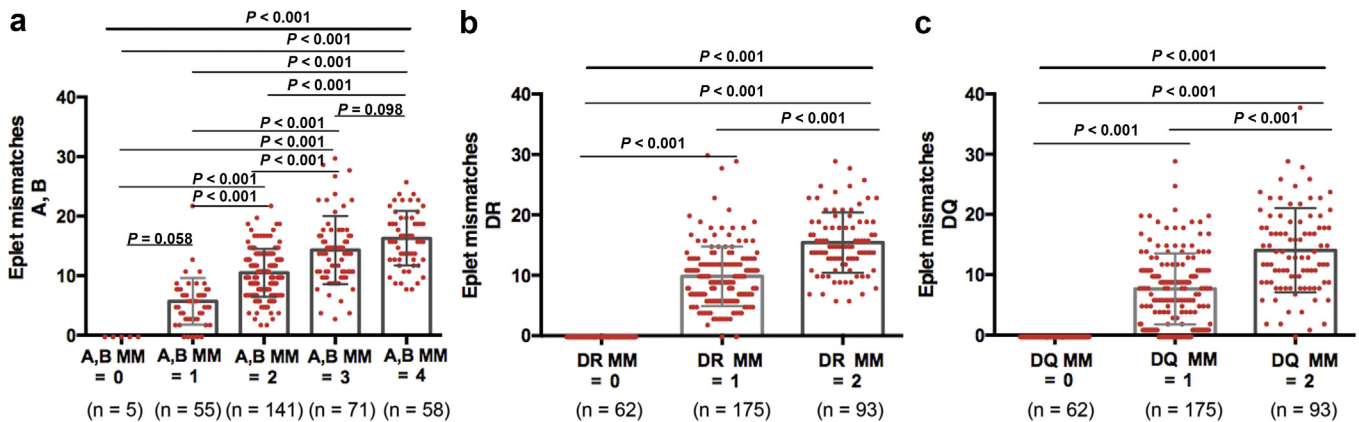 a
P < 0.001
P < 0.001
P < 0.001
P < 0.001
P = 0.098
P < 0.001
P < 0.001
P < 0.001
P < 0.001
P < 0.001
P = 0.058
Eplet mismatches
A, B
40
30
20
10
0
A,B MM A,B MM A,B MM A,B MM A,B MM
= 0 = 1 = 2 = 3 = 4
(n = 5) (n = 55) (n = 141) (n = 71) (n = 58)
b
P < 0.001
P < 0.001
P < 0.001
P < 0.001
Eplet mismatches
DR
40
30
20
10
0
DR MM DR MM DR MM
= 0 = 1 = 2
(n = 62) (n = 175) (n = 93)
c
P < 0.001
P < 0.001
P < 0.001
P < 0.001
Eplet mismatches
DQ
40
30
20
10
0
DQ MM DQ MM DQ MM
= 0 = 1 = 2
(n = 62) (n = 175) (n = 93)